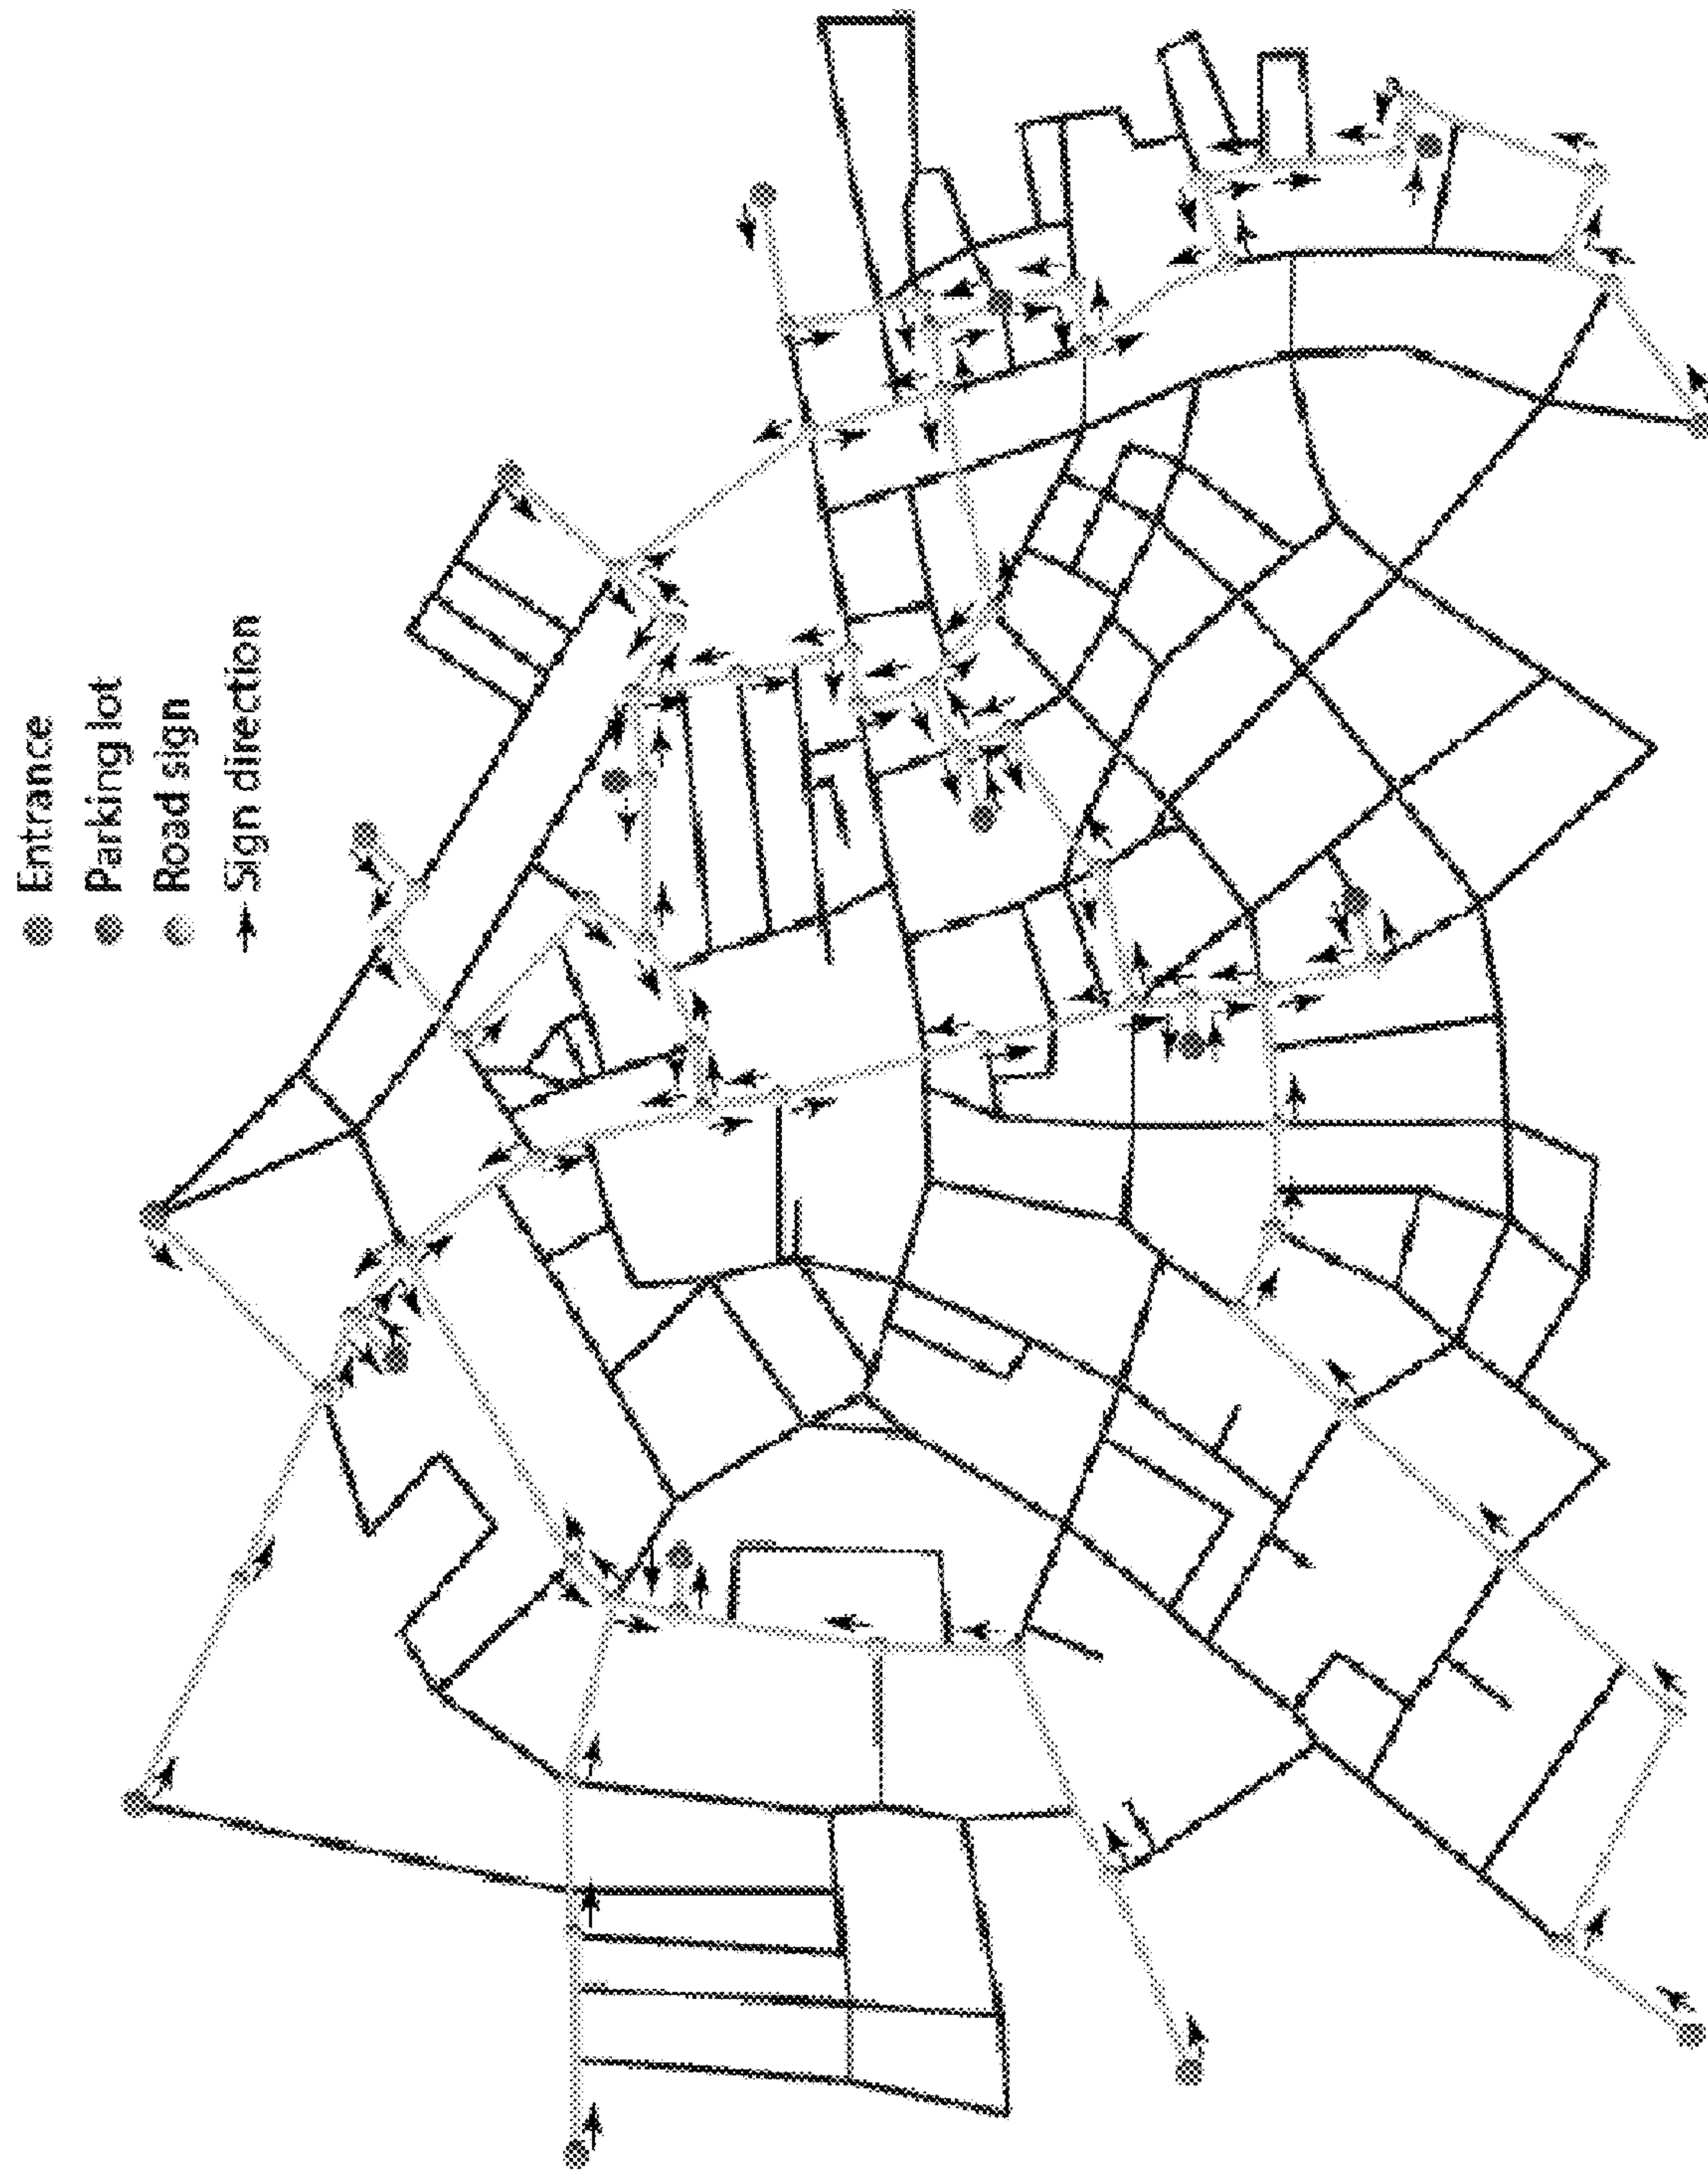 Entrance
Parking lot
Road sign
Sign direction